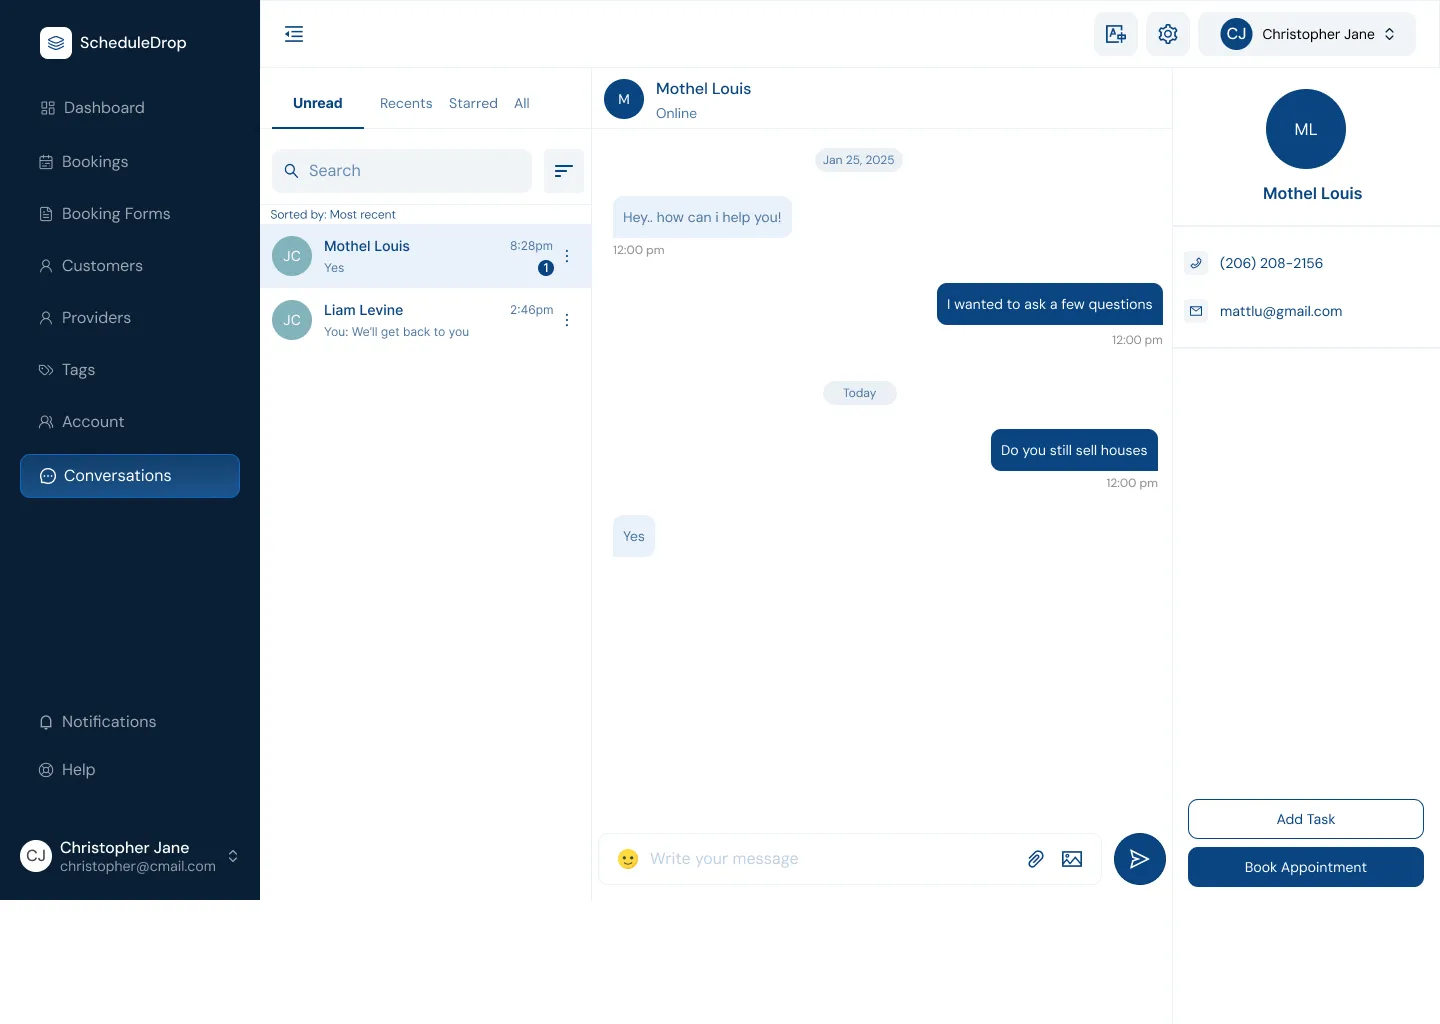 ScheduleDrop
Dashboard
Bookings
Booking Forms
Customers
Providers
Tags
Account
Conversations
Notifications
Help
CJ
Christopher Jane
christopher@cmail.com
CJ Christopher Jane
Unread Recents Starred All
Search
Sorted by: Most recent
JC
Mothel Louis 8:28pm
Yes 1
JC
Liam Levine 2:46pm
You: We'll get back to you
M
Mothel Louis
Online
Jan 25, 2025
Hey.. how can i help you!
12:00 pm
I wanted to ask a few questions
12:00 pm
Today
Do you still sell houses
12:00 pm
Yes
Write your message
ML
Mothel Louis
(206) 208-2156
mattlu@gmail.com
Add Task
Book Appointment